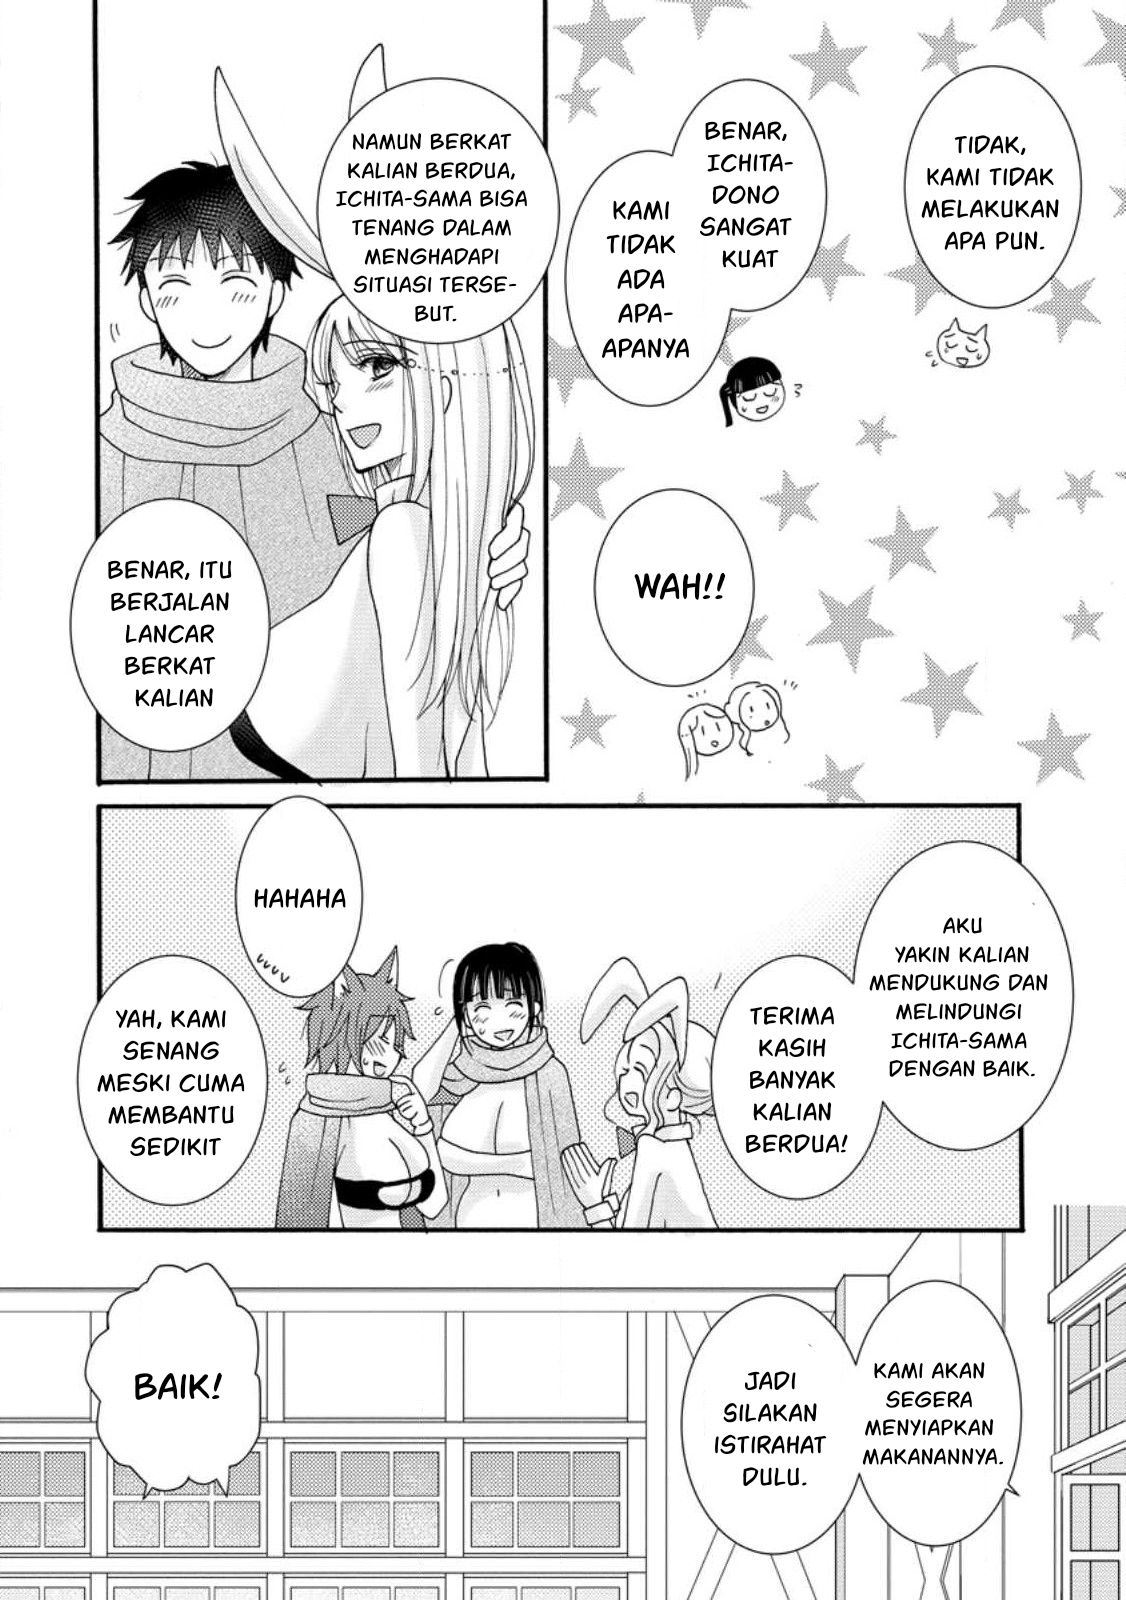 TIDAK,
KAMI TIDAK
MELAKUKAN
APA PUN.
BENAR,
ICHITA-
DONO
SANGAT
KUAT
KAMI
TIDAK
ADA
APA-
APANYA
WAH!!
NAMUN BERKAT
KALIAN BERDUA,
ICHITA-SAMA BISA
TENANG DALAM
MENGHADAPI
SITUASI TERSE-
BUT.
BENAR, ITU
BERJALAN
LANCAR
BERKAT
KALIAN
AKU
YAKIN KALIAN
MENDUKUNG DAN
MELINDUNGI
ICHITA-SAMA
DENGAN BAIK.
TERIMA
KASIH
BANYAK
KALIAN
BERDUA!
HAHAHA
YAH, KAMI
SENANG
MESKI CUMA
MEMBANTU
SEDIKIT
KAMI AKAN
SEGERA
MENYIAPKAN
MAKANANNYA.
JADI
SILAKAN
ISTIRAHAT
DULU.
BAIK!